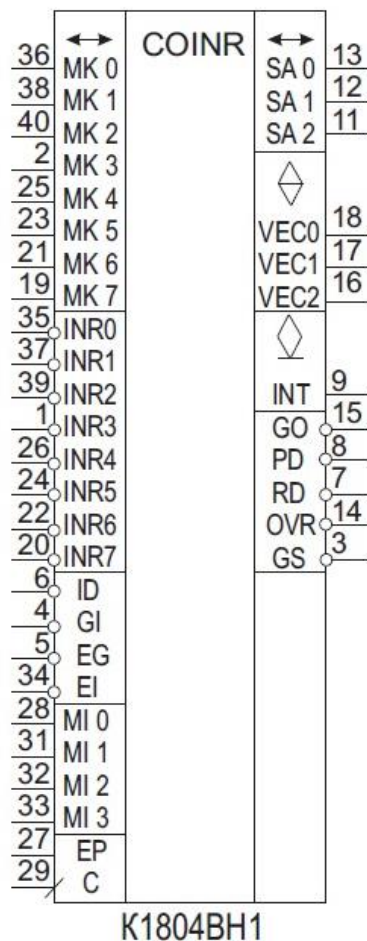 COINR
36 MK 0
38 MK 1
40 MK 2
2 MK 3
25 MK 4
23 MK 5
21 MK 6
19 MK 7
35 INR0
37 INR1
39 INR2
1 INR3
26 INR4
24 INR5
22 INR6
20 INR7
6 ID
4 GI
5 EG
34 EI
28 MI 0
31 MI 1
32 MI 2
33 MI 3
27 EP
29 C
SA 0 13
SA 1 12
SA 2 11
VEC0 18
VEC1 17
VEC2 16
INT 9
GO 15
PD 8
RD 7
OVR 14
GS 3
К1804ВН1